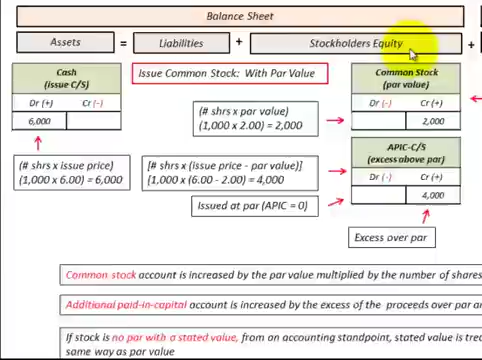 Balance Sheet
Assets = Liabilities + Stockholders Equity +
Cash
(issue C/S)
Dr (+) Cr (-)
6,000
Issue Common Stock: With Par Value
Common Stock
(par value)
Dr (-) Cr (+)
2,000
(# shrs x par value)
(1,000 x 2.00) = 2,000
APIC-C/S
(excess above par)
Dr (-) Cr (+)
4,000
(# shrs x issue price)
(1,000 x 6.00) = 6,000
[# shrs x (issue price - par value)]
[1,000 x (6.00 - 2.00) = 4,000
Issued at par (APIC = 0)
Excess over par
Common stock account is increased by the par value multiplied by the number of shares
Additional paid-in-capital account is increased by the excess of the proceeds over par
If stock is no par with a stated value, from an accounting standpoint, stated value is
same way as par value